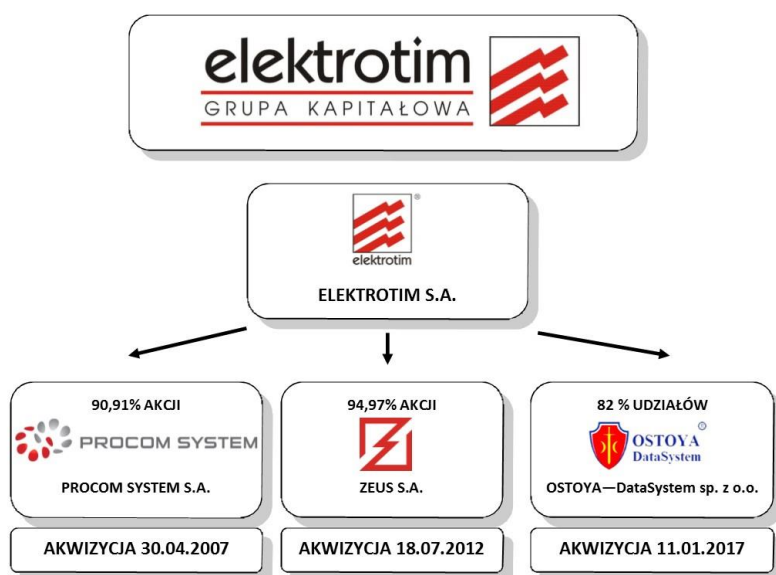 elektrotim
GRUPA KAPITAŁOWA
®
elektrotim
ELEKTROTIM S.A.
90,91% AKCJI
PROCOM SYSTEM
PROCOM SYSTEM S.A.
94,97% AKCJI
ZEUS S.A.
82 % UDZIAŁÓW
OSTOYA ®
DataSystem
OSTOYA—DataSystem sp. z o.o.
AKWIZYCJA 30.04.2007
AKWIZYCJA 18.07.2012
AKWIZYCJA 11.01.2017